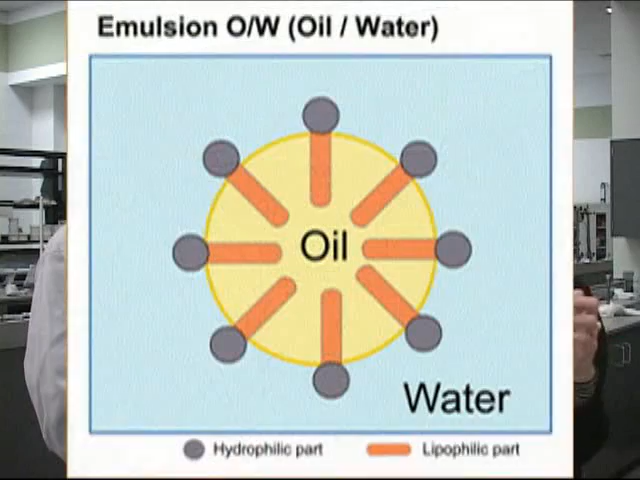 Emulsion O/W (Oil / Water)
Oil
Water
Hydrophilic part
Lipophilic part